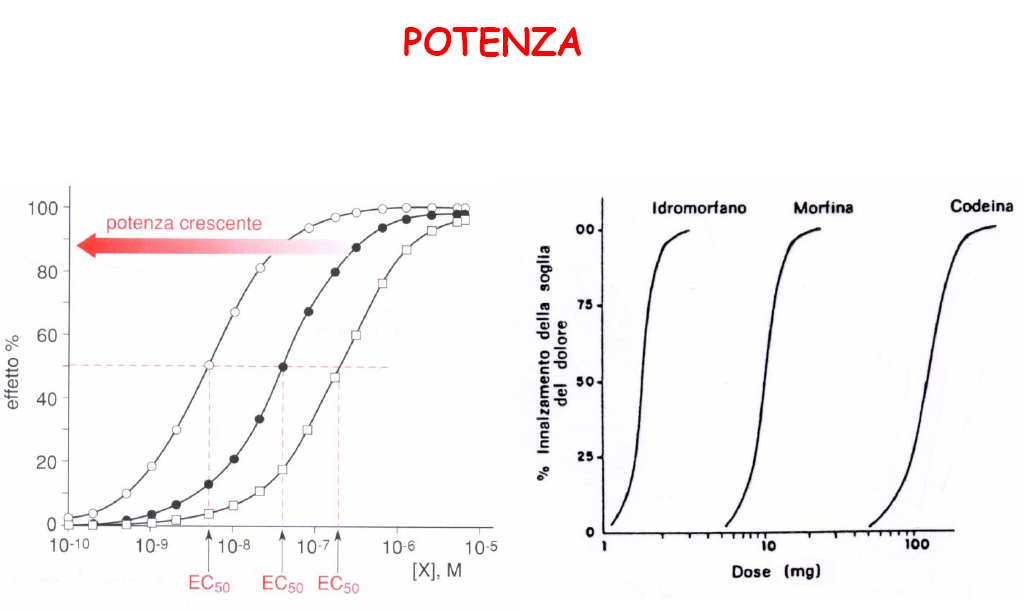 POTENZA
potenza crescente
100
80
60
40
20
0
effetto %
10-10
10-9
10-8
10-7
10-6
10-5
[X], M
EC50
EC50
EC50
Idromorfano
Morfina
Codeina
00
75
50
25
0
% Innalzamento della soglia
del dolore
1
10
100
Dose (mg)